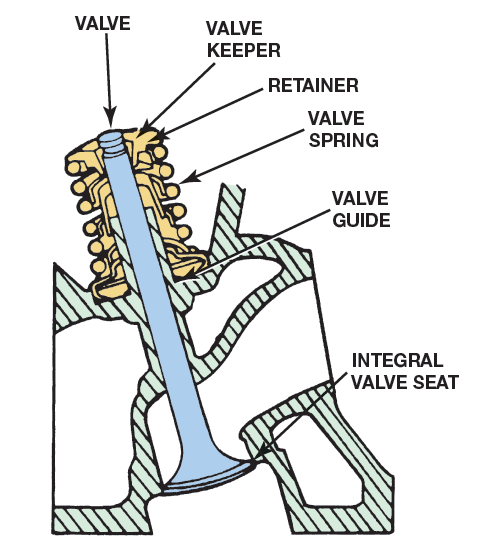 VALVE
VALVE
KEEPER
RETAINER
VALVE
SPRING
VALVE
GUIDE
INTEGRAL
VALVE SEAT